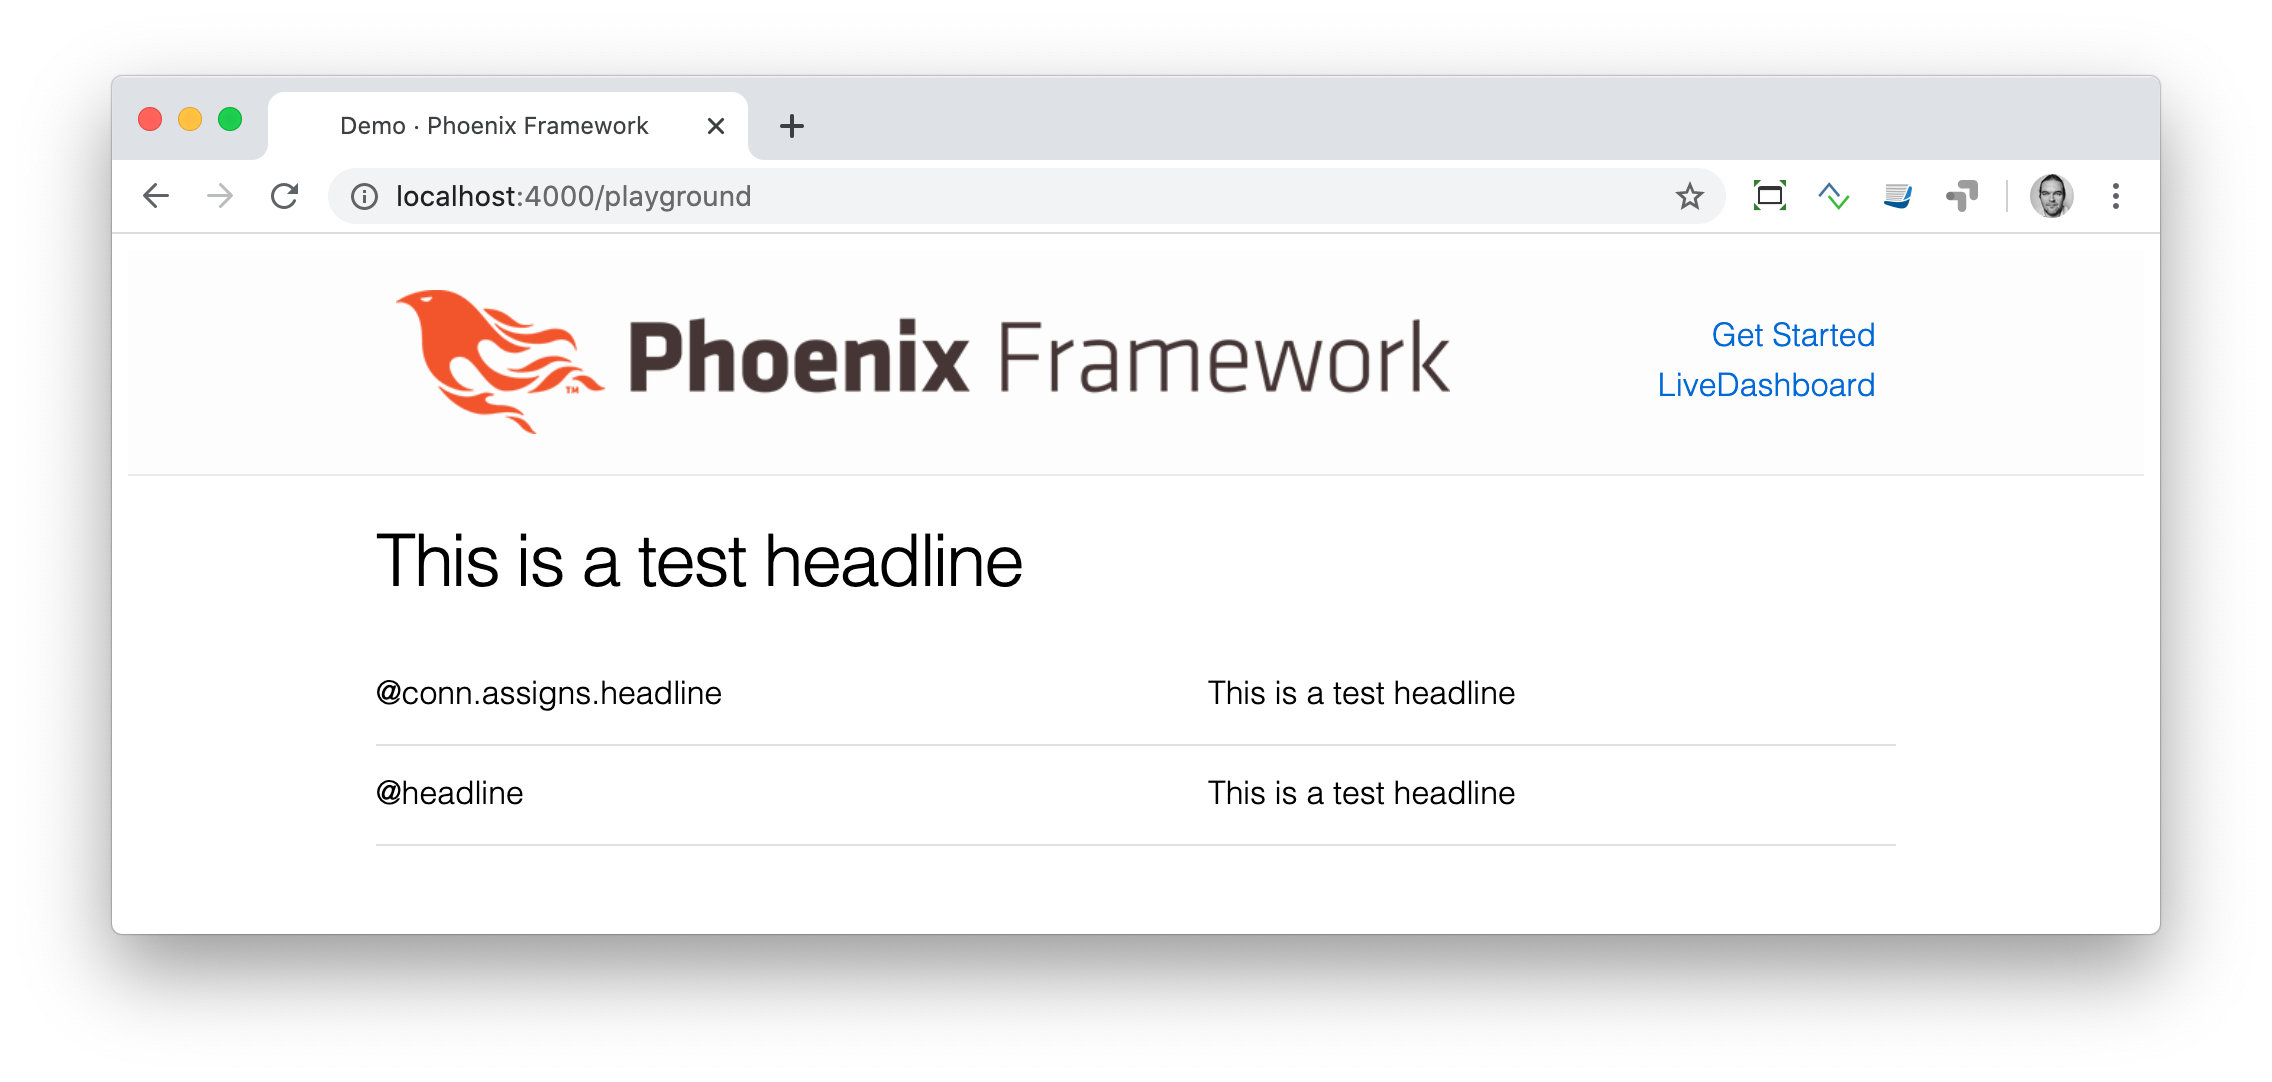 Demo · Phoenix Framework
localhost:4000/playground
Phoenix Framework
TM
Get Started
LiveDashboard
This is a test headline
@conn.assigns.headline This is a test headline
@headline This is a test headline